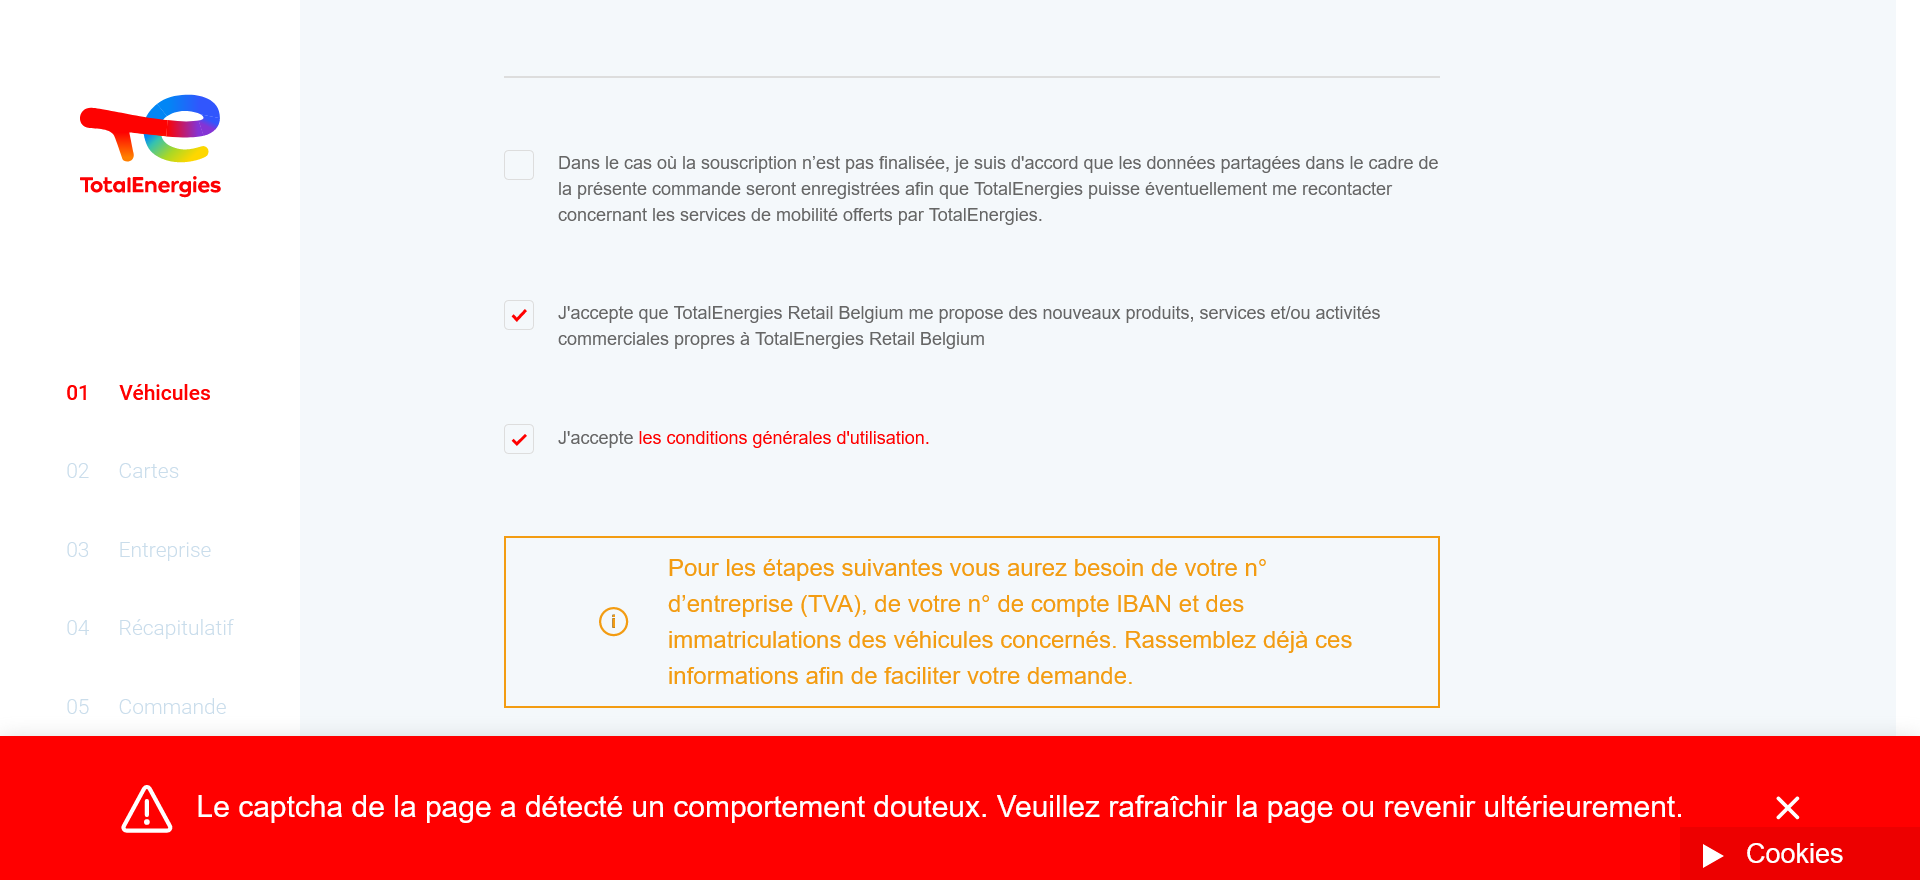 TotalEnergies
01 Véhicules
02 Cartes
03 Entreprise
04 Récapitulatif
05 Commande
Dans le cas où la souscription n’est pas finalisée, je suis d'accord que les données partagées dans le cadre de
la présente commande seront enregistrées afin que TotalEnergies puisse éventuellement me recontacter
concernant les services de mobilité offerts par TotalEnergies.
J'accepte que TotalEnergies Retail Belgium me propose des nouveaux produits, services et/ou activités
commerciales propres à TotalEnergies Retail Belgium
J'accepte les conditions générales d'utilisation.
Pour les étapes suivantes vous aurez besoin de votre n°
d’entreprise (TVA), de votre n° de compte IBAN et des
immatriculations des véhicules concernés. Rassemblez déjà ces
informations afin de faciliter votre demande.
Le captcha de la page a détecté un comportement douteux. Veuillez rafraîchir la page ou revenir ultérieurement.
Cookies